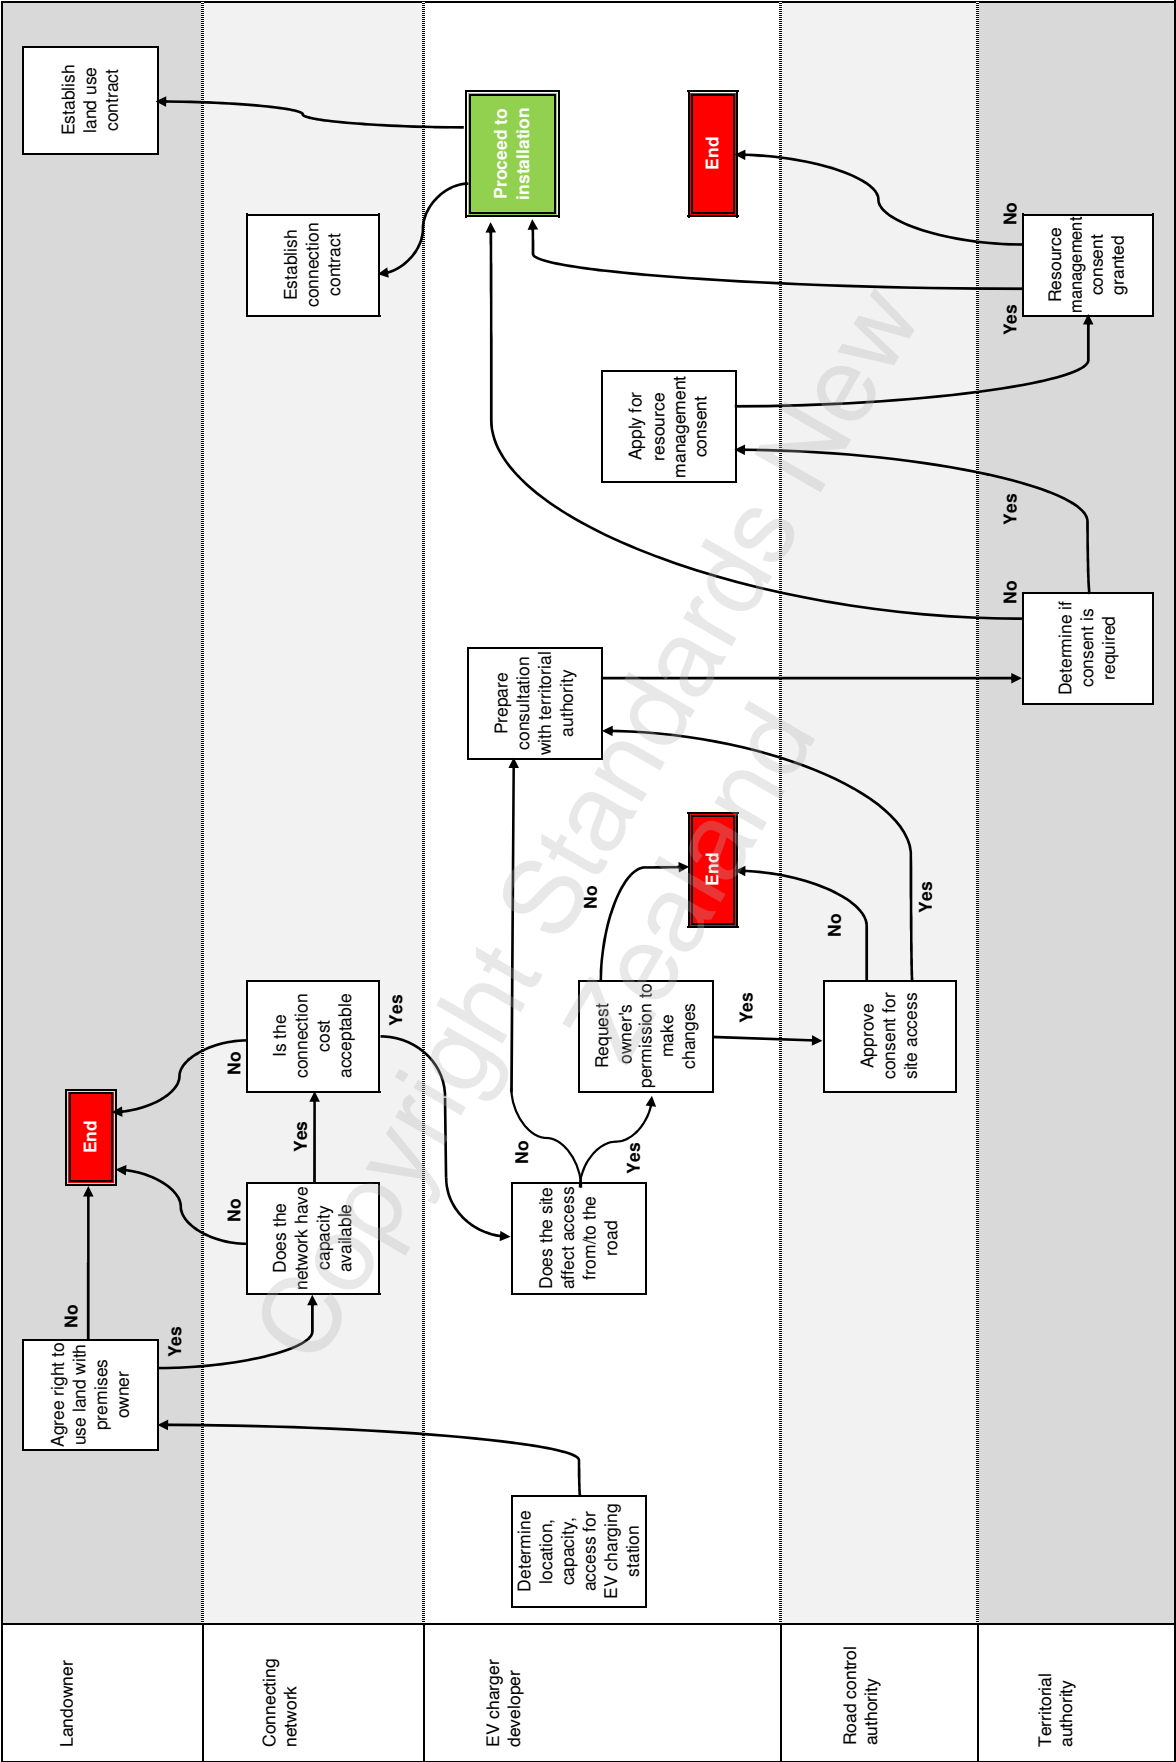 Landowner
Agree right to
use land with
premises
owner
No
Yes
End
Establish
land use
contract
Connecting
network
Does the
network have
capacity
available
No
Yes
Is the
connection
cost
acceptable
No
Yes
Establish
connection
contract
EV charger
developer
Determine
location,
capacity,
access for
EV charging
station
Does the site
affect access
from/to the
road
No
Yes
Request
owner's
permission to
make
changes
No
Yes
End
Prepare
consultation
with territorial
authority
Apply for
resource
management
consent
Proceed to
installation
End
Road control
authority
Approve
consent for
site access
No
Yes
Territorial
authority
Determine if
consent is
required
No
Yes
Resource
management
consent
granted
Yes
No
Copyright Standards New
Zealand